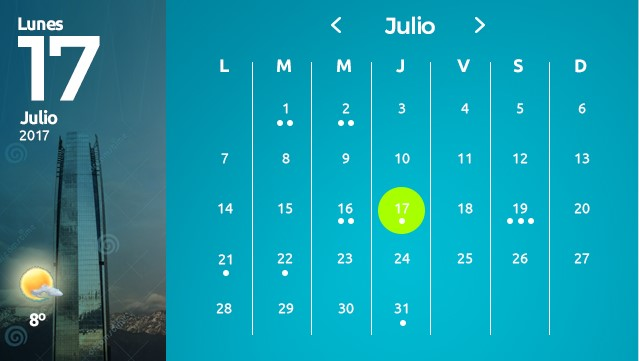 Lunes
17
Julio
2017
8º
< Julio >
L M M J V S D
1 2 3 4 5 6
7 8 9 10 11 12 13
14 15 16 17 18 19 20
21 22 23 24 25 26 27
28 29 30 31